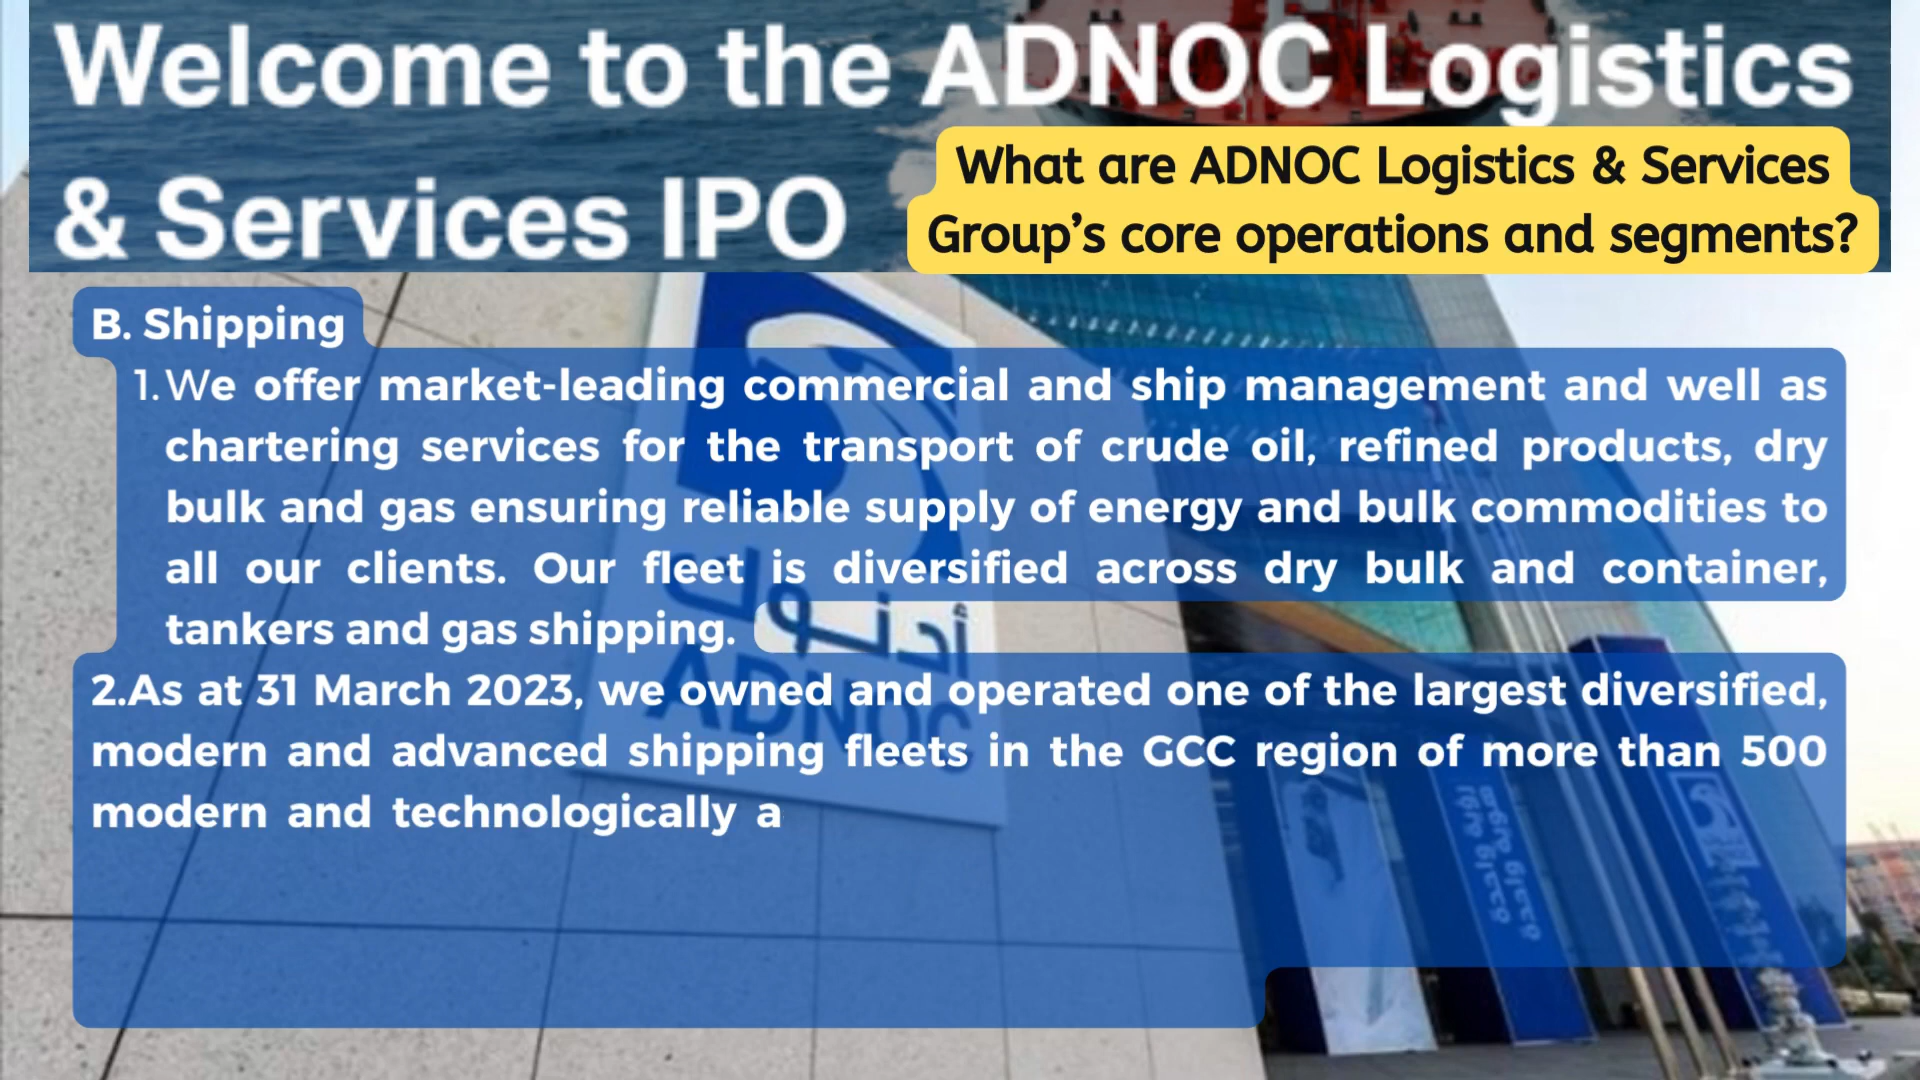 Welcome to the ADNOC Logistics
& Services IPO
What are ADNOC Logistics & Services
Group's core operations and segments?
B. Shipping
1. We offer market-leading commercial and ship management and well as
chartering services for the transport of crude oil, refined products, dry
bulk and gas ensuring reliable supply of energy and bulk commodities to
all our clients. Our fleet is diversified across dry bulk and container,
tankers and gas shipping.
أدنوك
ADNOC
2.As at 31 March 2023, we owned and operated one of the largest diversified,
modern and advanced shipping fleets in the GCC region of more than 500
modern and technologically a